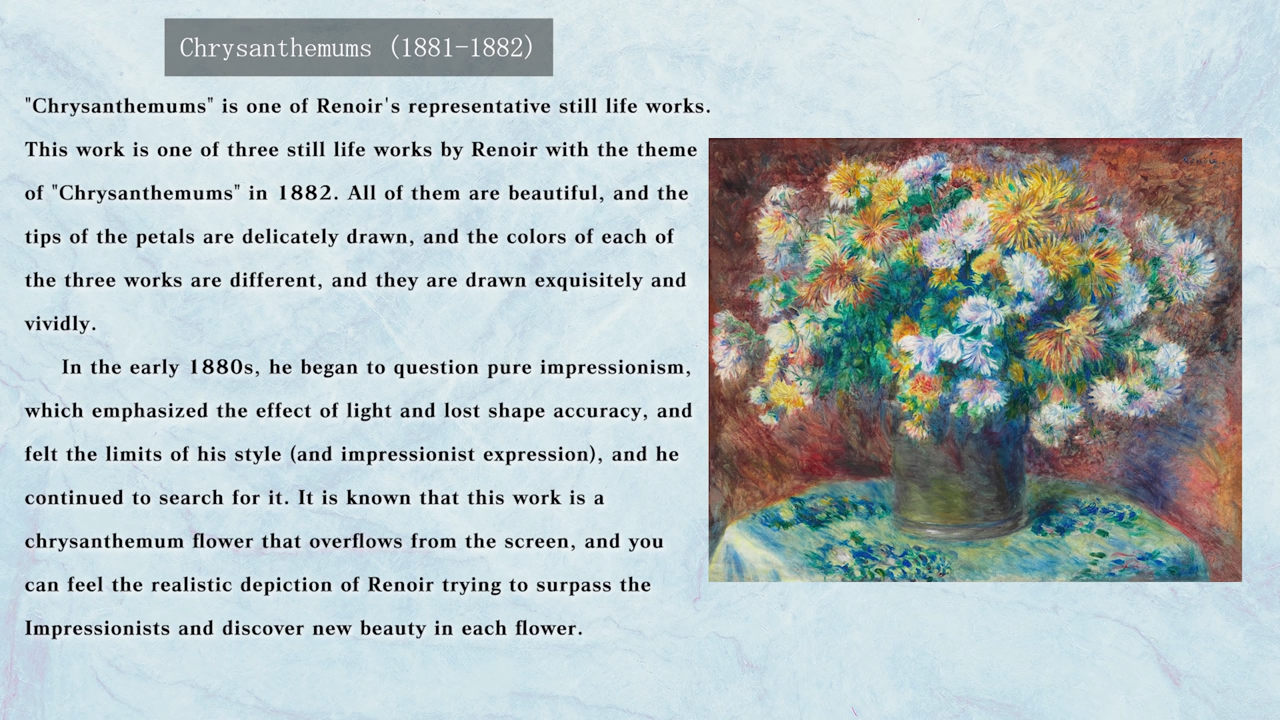 Chrysanthemums (1881-1882)
"Chrysanthemums" is one of Renoir's representative still life works.
This work is one of three still life works by Renoir with the theme
of "Chrysanthemums" in 1882. All of them are beautiful, and the
tips of the petals are delicately drawn, and the colors of each of
the three works are different, and they are drawn exquisitely and
vividly.
In the early 1880s, he began to question pure impressionism,
which emphasized the effect of light and lost shape accuracy, and
felt the limits of his style (and impressionist expression), and he
continued to search for it. It is known that this work is a
chrysanthemum flower that overflows from the screen, and you
can feel the realistic depiction of Renoir trying to surpass the
Impressionists and discover new beauty in each flower.